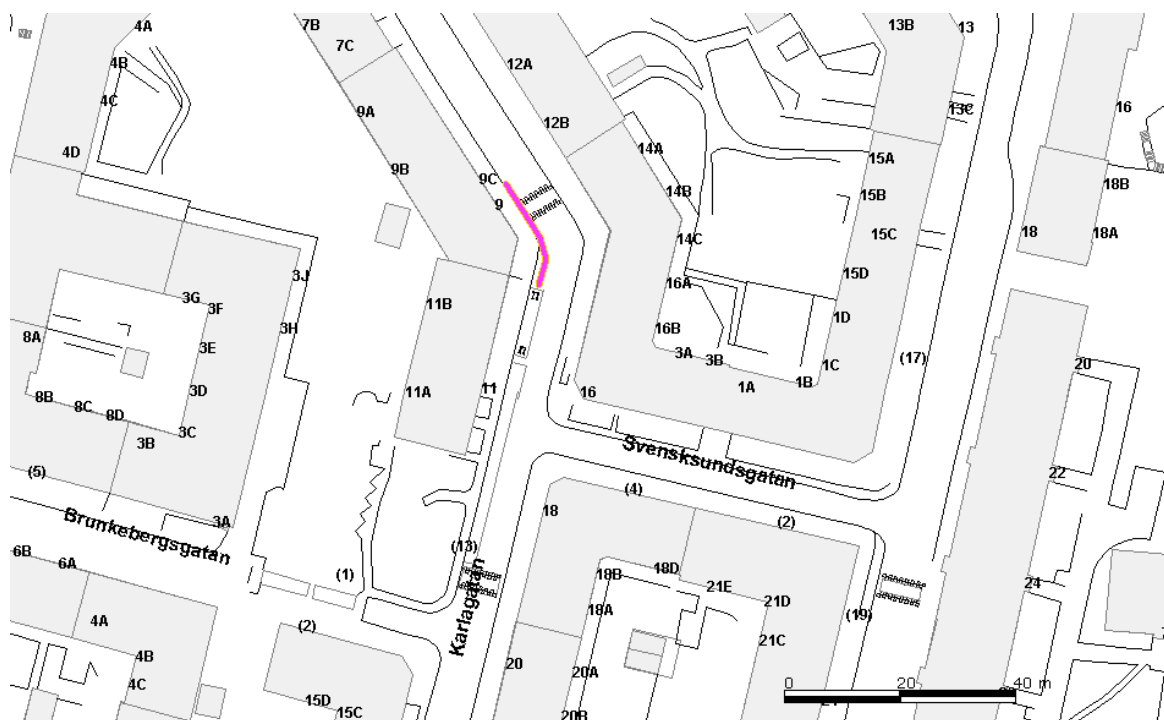 4A
7B
13B
13
7C
4B
12A
4C
9A
16
13C
12B
4D
14A
15A
9B
9C
14B
18B
15B
9
15C
18
18A
14C
3J
15D
16A
3G
3F
11B
1D
3H
16B
8A
3E
3A
3B
(17)
1C
20
3D
11A
11
1A
1B
16
8B
8C
8D
3C
3B
Svensksundsgatan
(5)
22
(4)
18
3A
(2)
Brunkebergsgatan
6B
6A
(13)
(1)
18B
18D
21E
24
18A
21D
(19)
4A
(2)
Karlagatan
21C
4B
20
20A
4C
0
20
40 m
15D
15C
20B